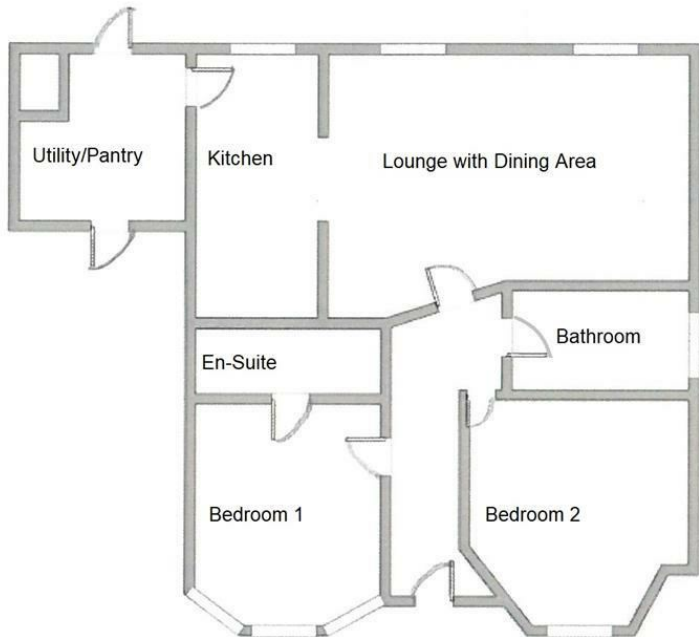 Utility/Pantry
Kitchen
Lounge with Dining Area
En-Suite
Bathroom
Bedroom 1
Bedroom 2